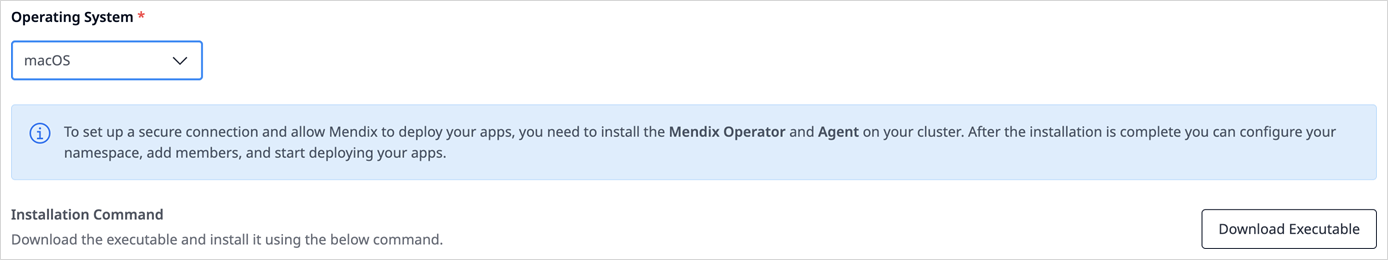 Operating System *
macOS
To set up a secure connection and allow Mendix to deploy your apps, you need to install the Mendix Operator and Agent on your cluster. After the installation is complete you can configure your
namespace, add members, and start deploying your apps.
Installation Command
Download the executable and install it using the below command.
Download Executable